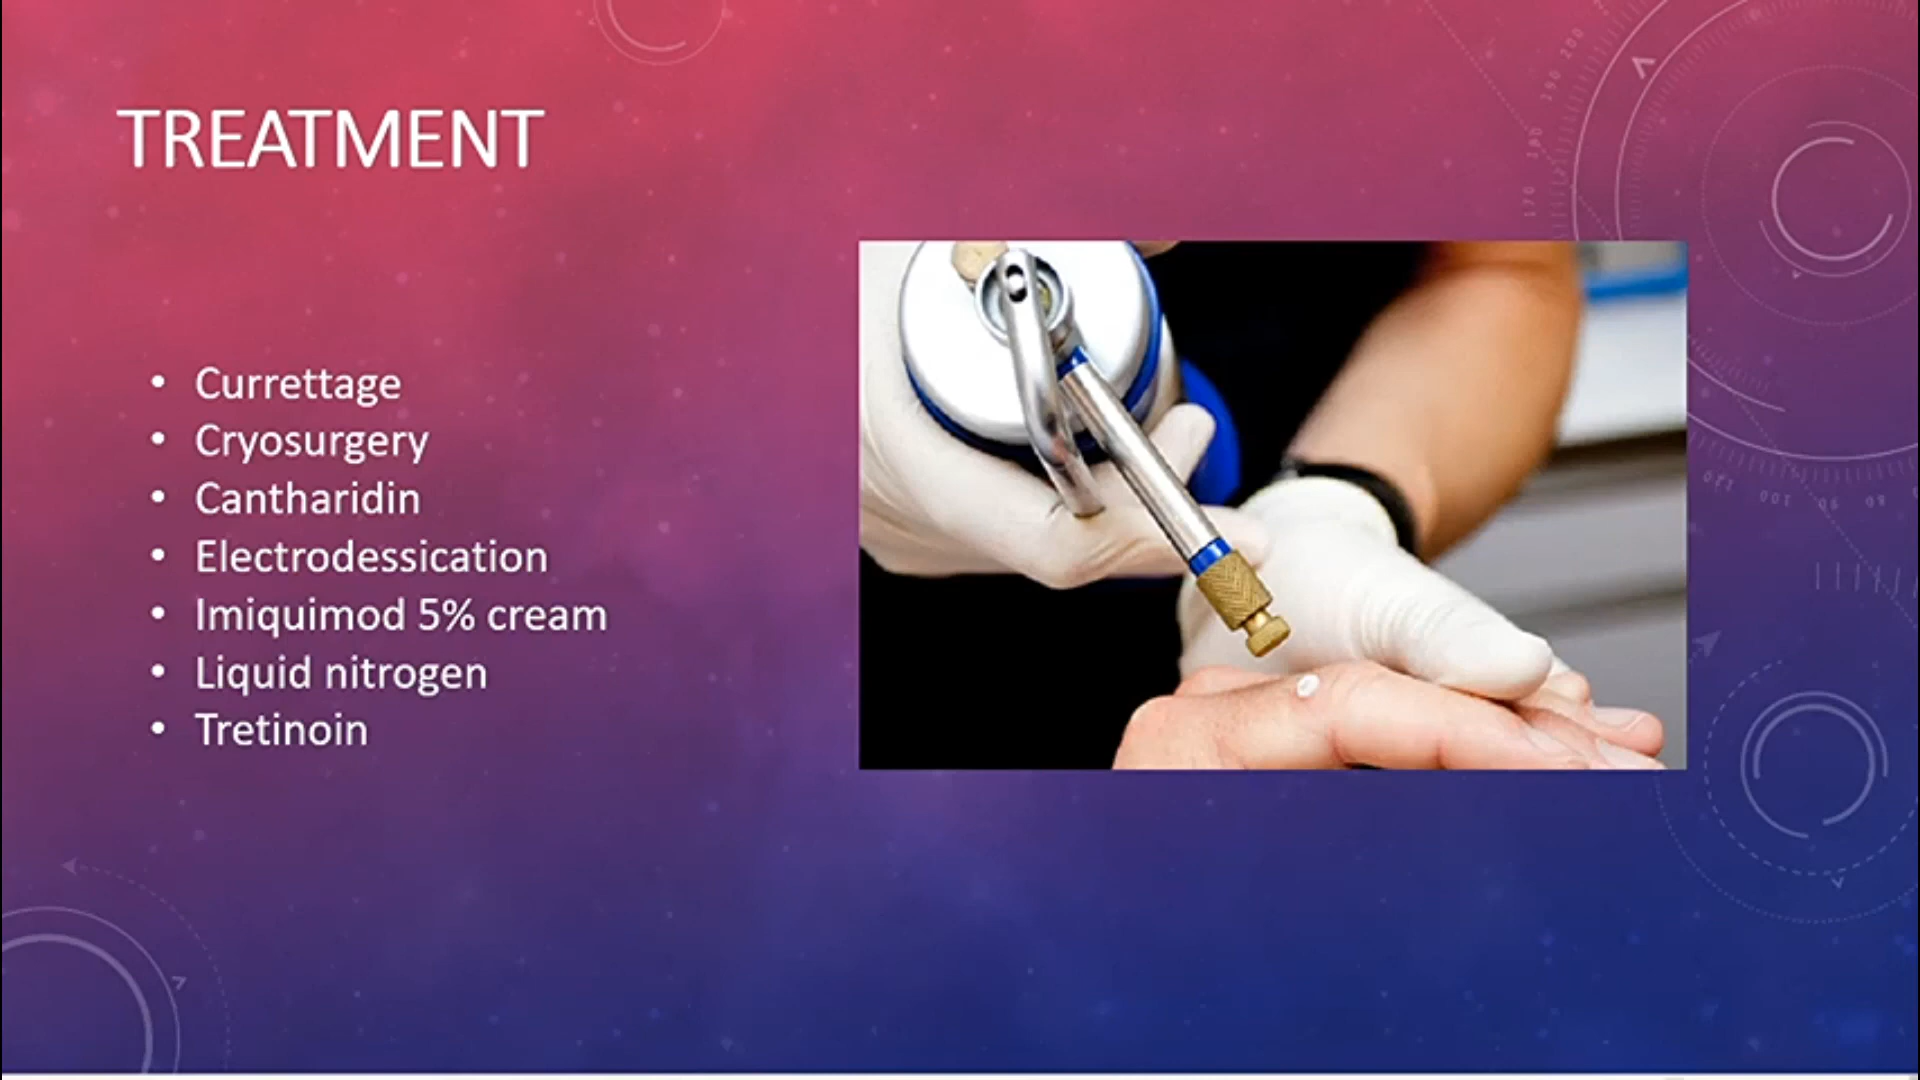 TREATMENT
• Currettage
• Cryosurgery
• Cantharidin
• Electrodessication
• Imiquimod 5% cream
• Liquid nitrogen
• Tretinoin